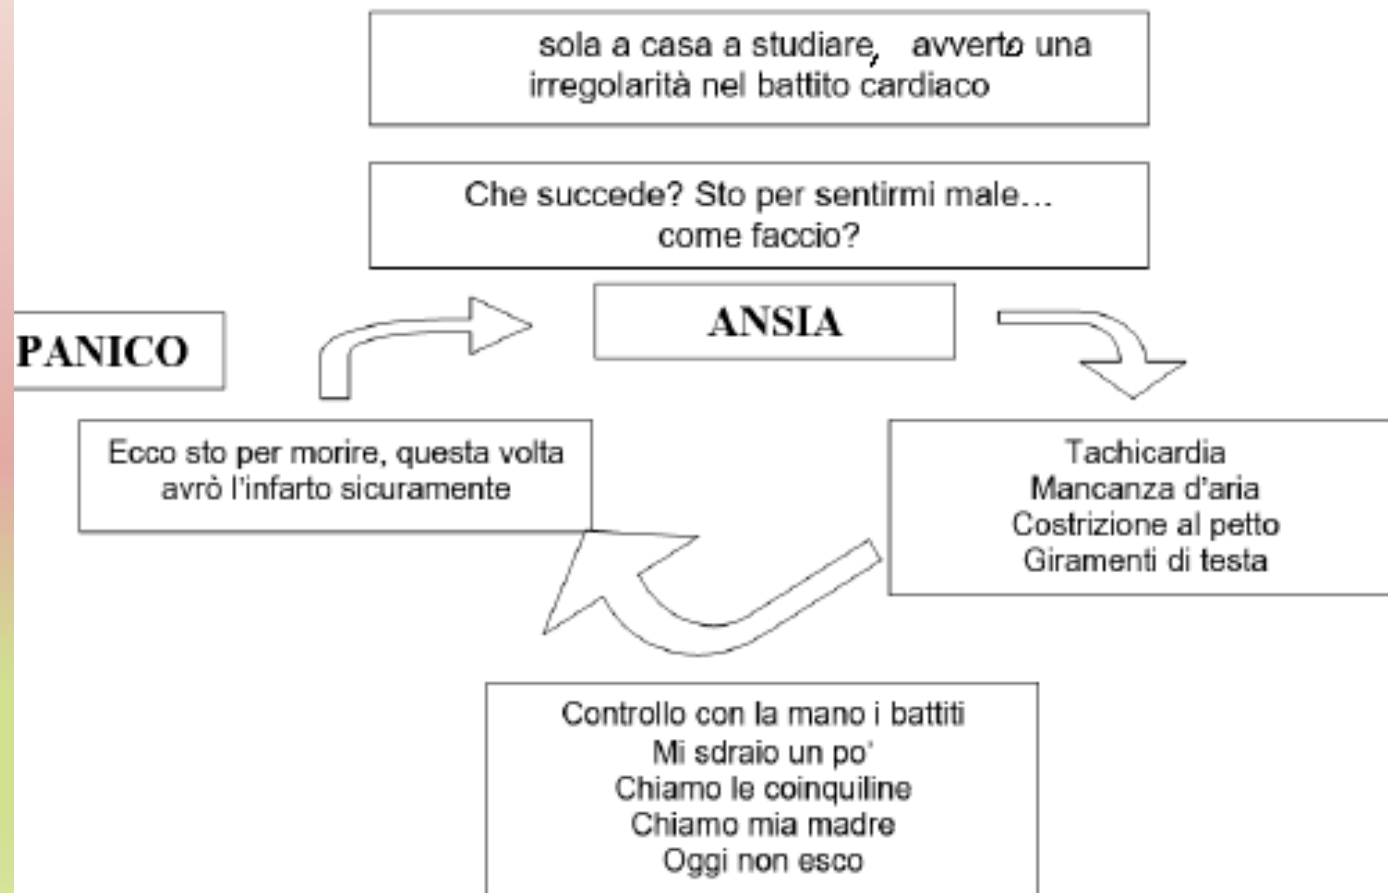 sola a casa a studiare, avverto una
irregolarità nel battito cardiaco
Che succede? Sto per sentirmi male…
come faccio?
ANSIA
PANICO
Ecco sto per morire, questa volta
avrò l'infarto sicuramente
Tachicardia
Mancanza d'aria
Costrizione al petto
Giramenti di testa
Controllo con la mano i battiti
Mi sdraio un po'
Chiamo le coinquiline
Chiamo mia madre
Oggi non esco